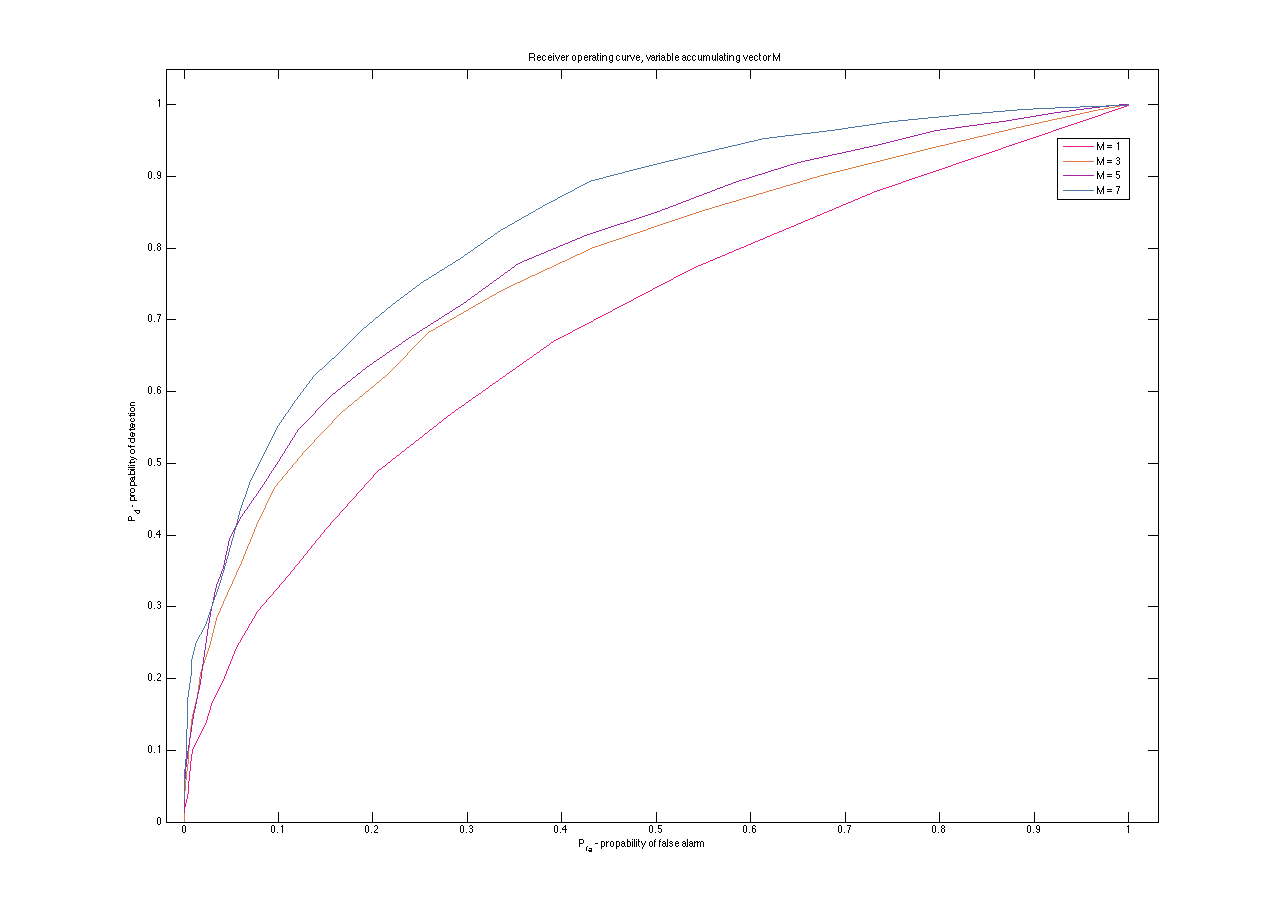 Receiver operating curve, variable accumulating vector M
1
0.9
0.8
0.7
0.6
0.5
0.4
0.3
0.2
0.1
0
P_d - propability of detection
M = 1
M = 3
M = 5
M = 7
0 0.1 0.2 0.3 0.4 0.5 0.6 0.7 0.8 0.9 1
P_fa - propability of false alarm